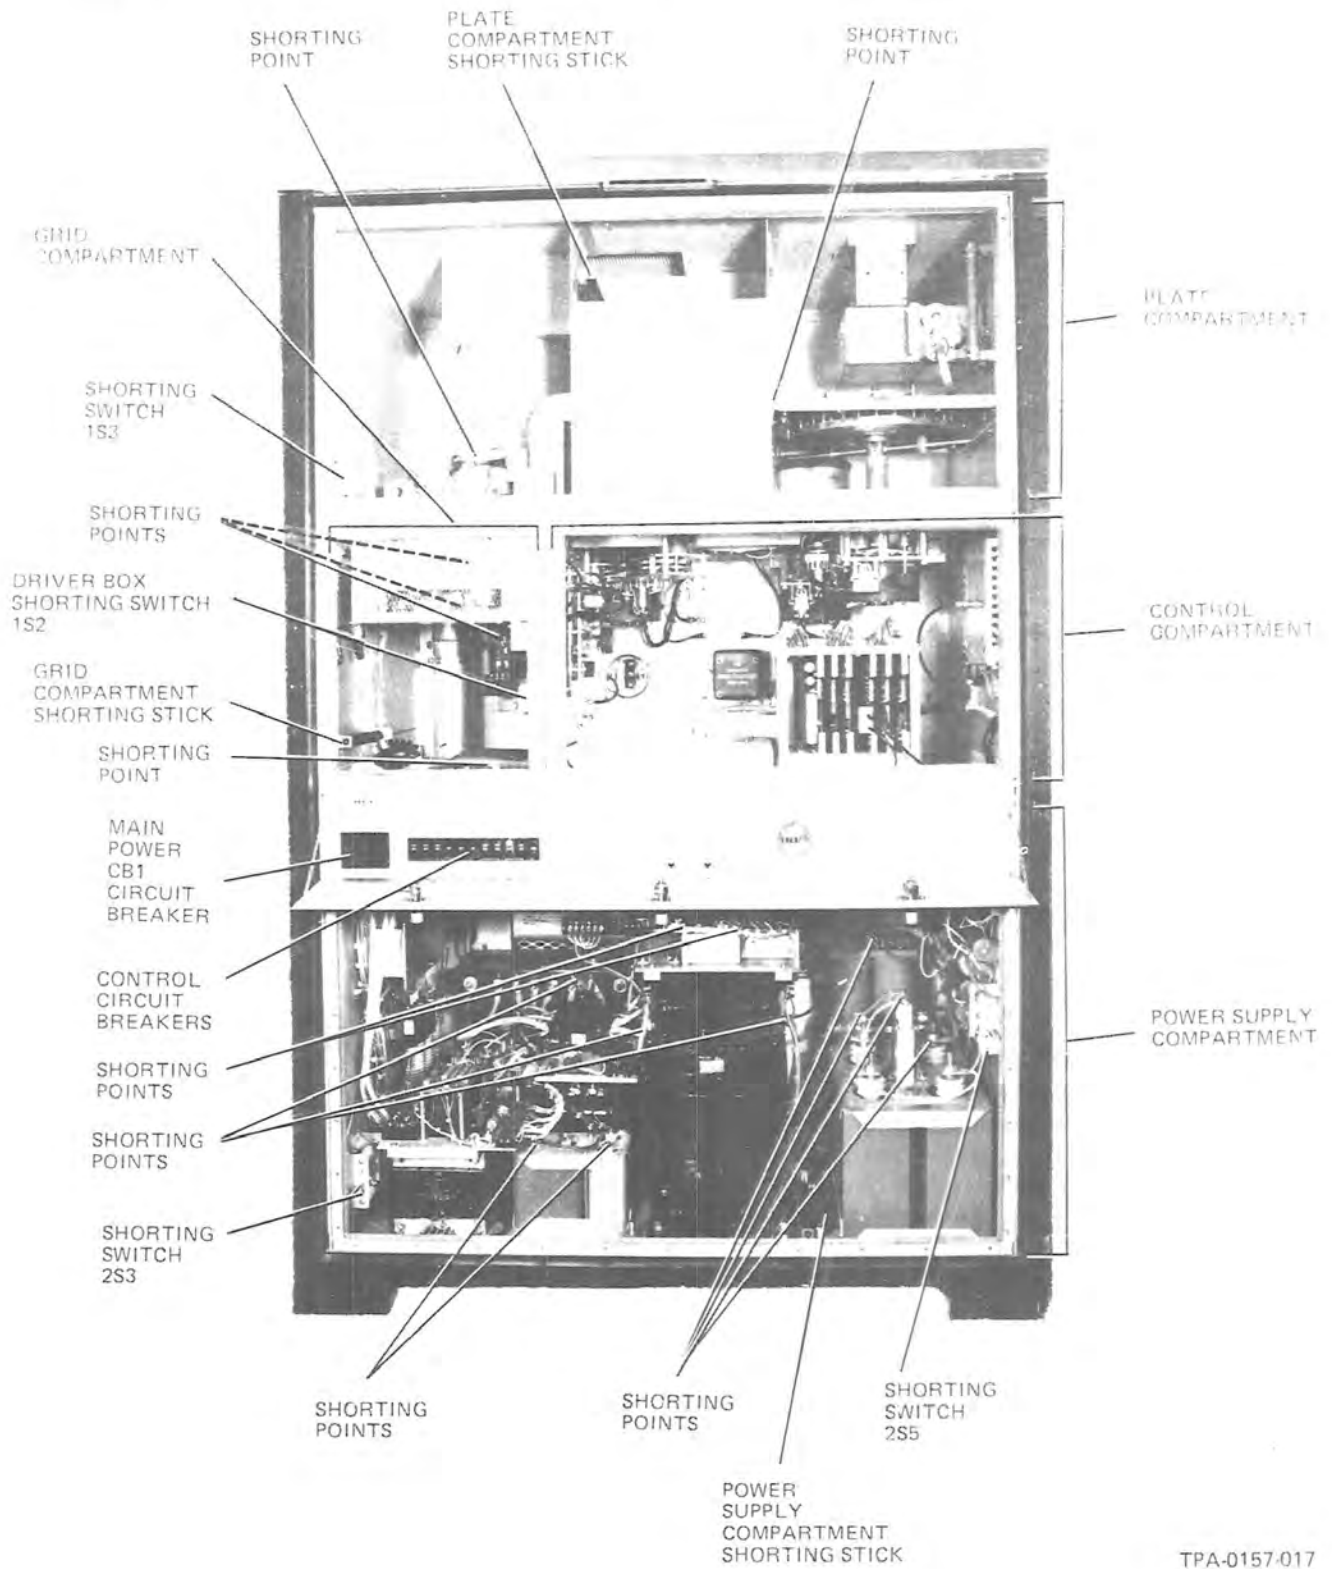 SHORTING
POINT
PLATE
COMPARTMENT
SHORTING STICK
SHORTING
POINT
GRID
COMPARTMENT
PLATE
COMPARTMENT
SHORTING
SWITCH
1S3
SHORTING
POINTS
DRIVER BOX
SHORTING SWITCH
1S2
CONTROL
COMPARTMENT
GRID
COMPARTMENT
SHORTING STICK
SHORTING
POINT
MAIN
POWER
CB1
CIRCUIT
BREAKER
CONTROL
CIRCUIT
BREAKERS
POWER SUPPLY
COMPARTMENT
SHORTING
POINTS
SHORTING
POINTS
SHORTING
SWITCH
2S3
SHORTING
POINTS
SHORTING
POINTS
SHORTING
SWITCH
2S5
POWER
SUPPLY
COMPARTMENT
SHORTING STICK
TPA-0157-017